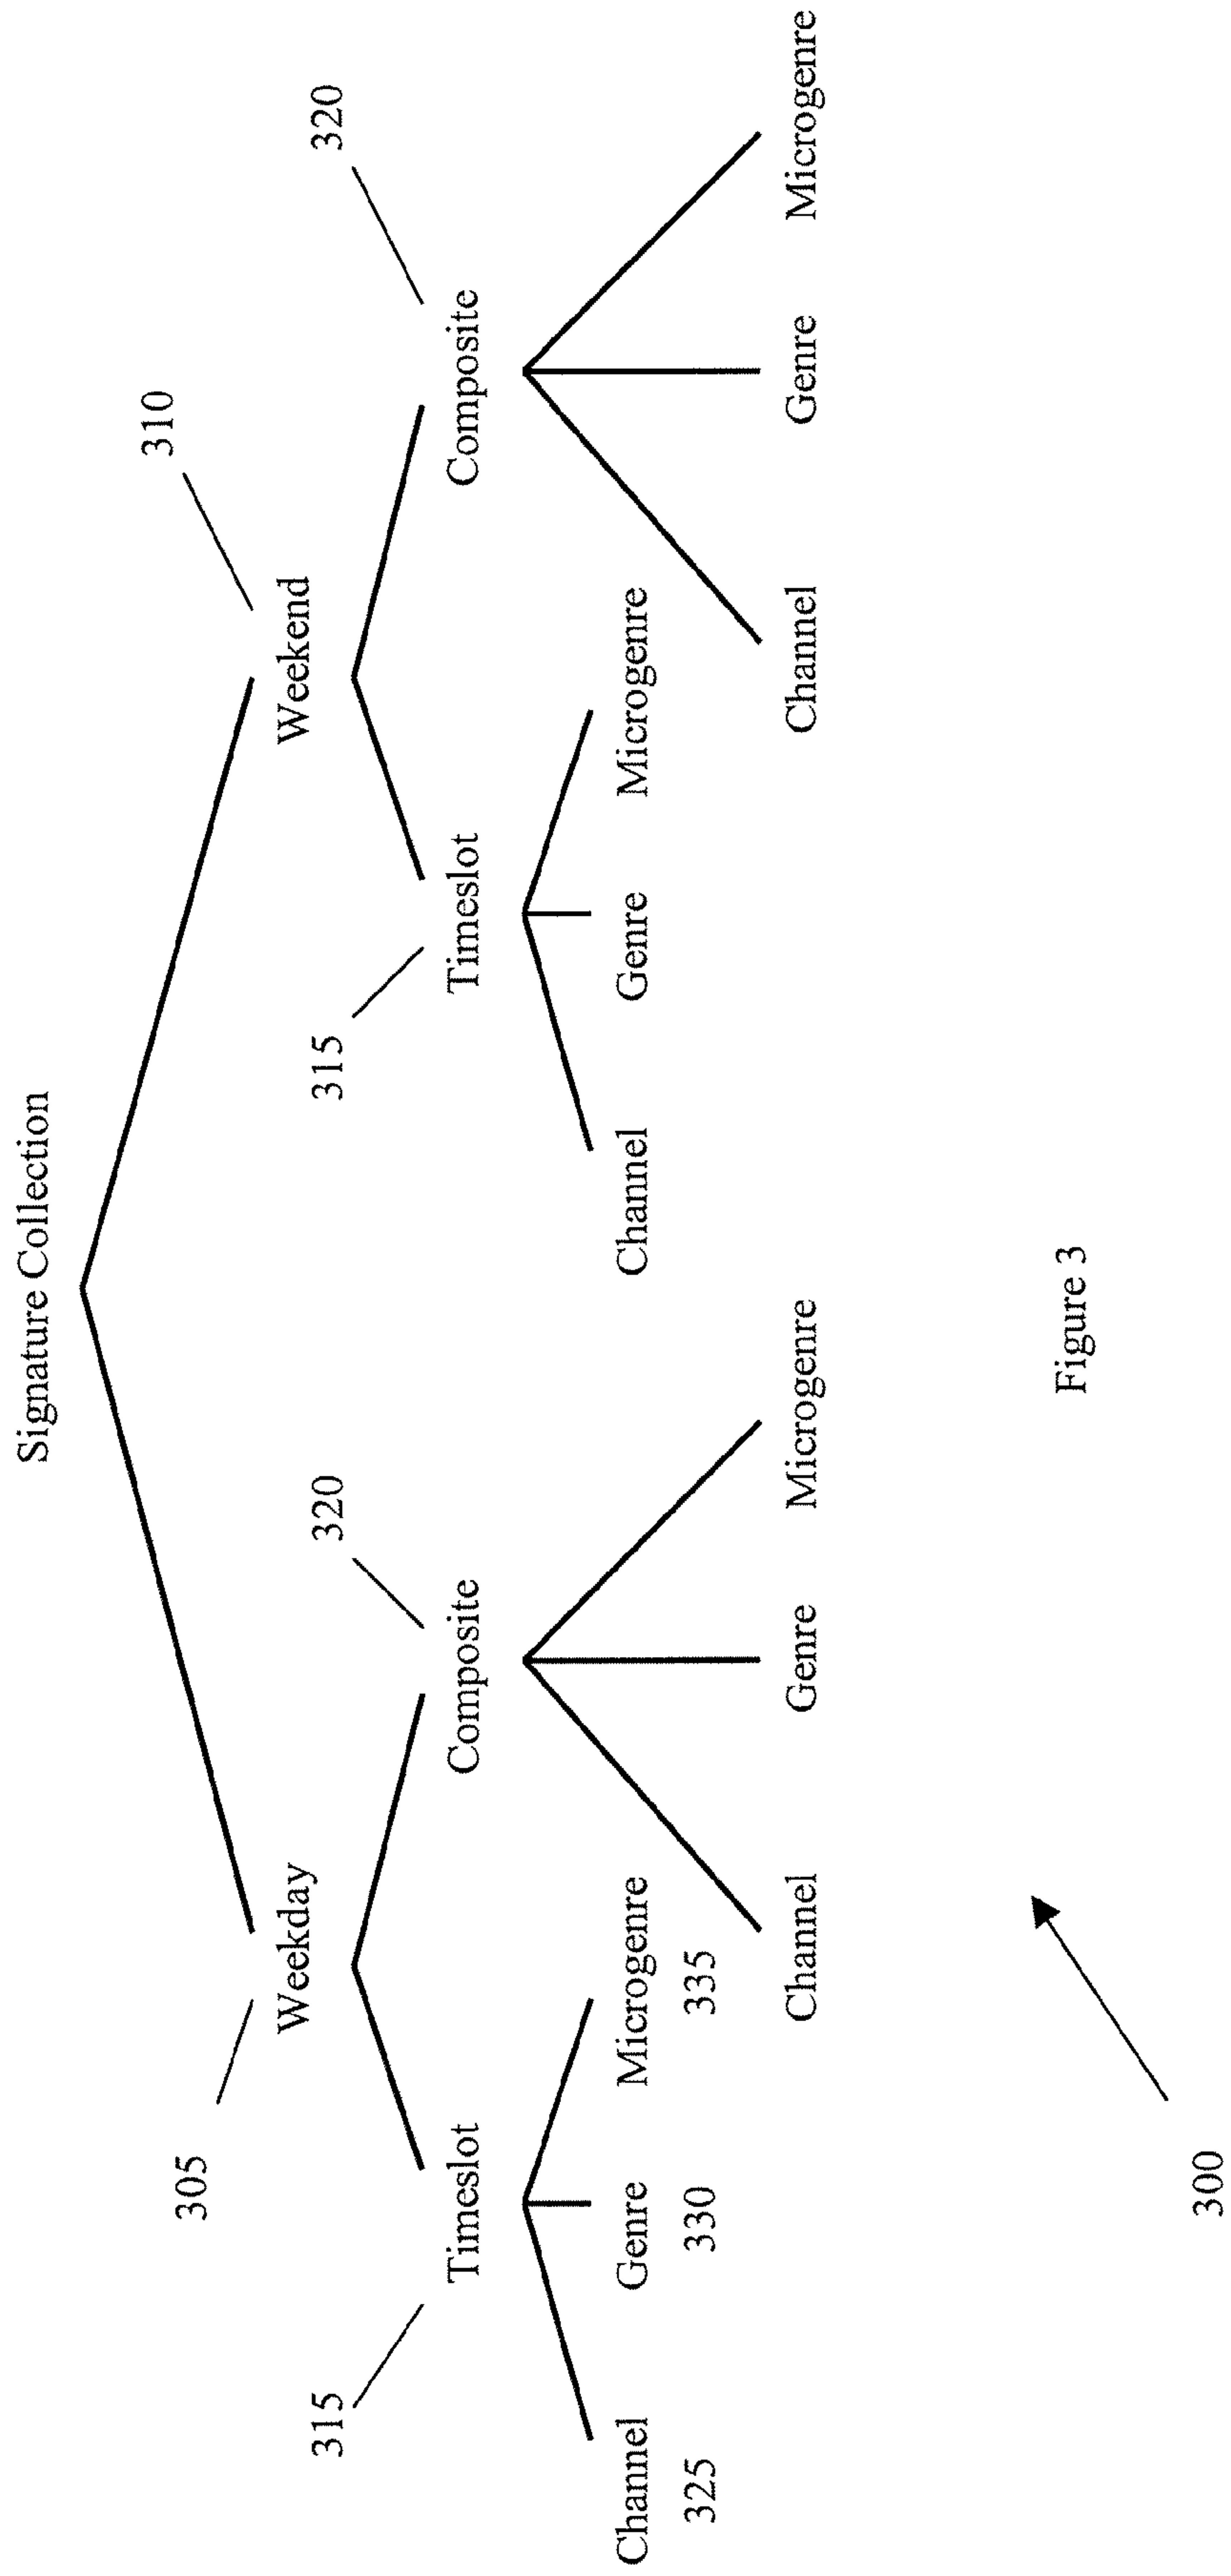 Signature Collection
310
305
Weekday
Weekend
315
320
315
320
Timeslot
Composite
Timeslot
Composite
Channel
Genre
Microgenre
Channel
Genre
Microgenre
325
330
335
Channel
Genre
Microgenre
Channel
Genre
Microgenre
Figure 3
300